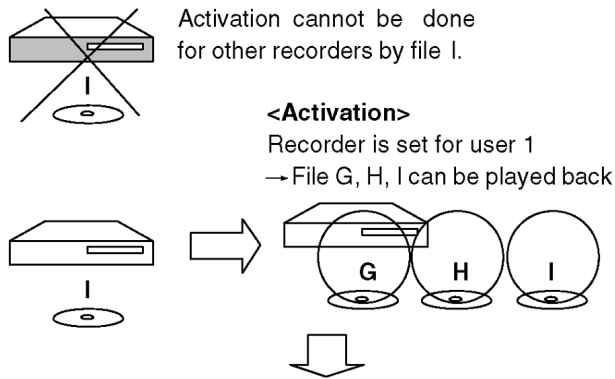 Activation cannot be done
for other recorders by file I.
I
<Activation>
Recorder is set for user 1
→ File G, H, I can be played back
I
G H I